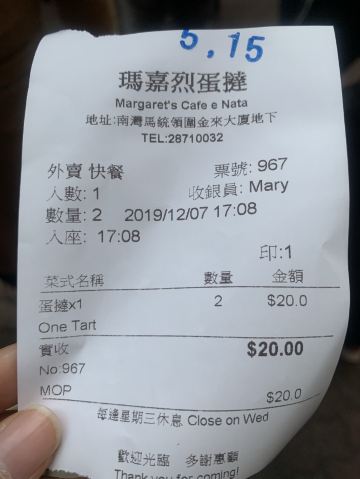 5.15
瑪嘉烈蛋撻
Margaret's Cafe e Nata
地址:南灣馬統領圍金來大廈地下
TEL:28710032
外賣 快餐 票號: 967
人數: 1 收銀員: Mary
數量: 2 2019/12/07 17:08
入座: 17:08
印:1
菜式名稱 數量 金額
蛋撻x1 2 $20.0
One Tart
實收 $20.00
No:967
MOP $20.0
每逢星期三休息 Close on Wed
歡迎光臨 多謝惠顧
Thank you for coming!